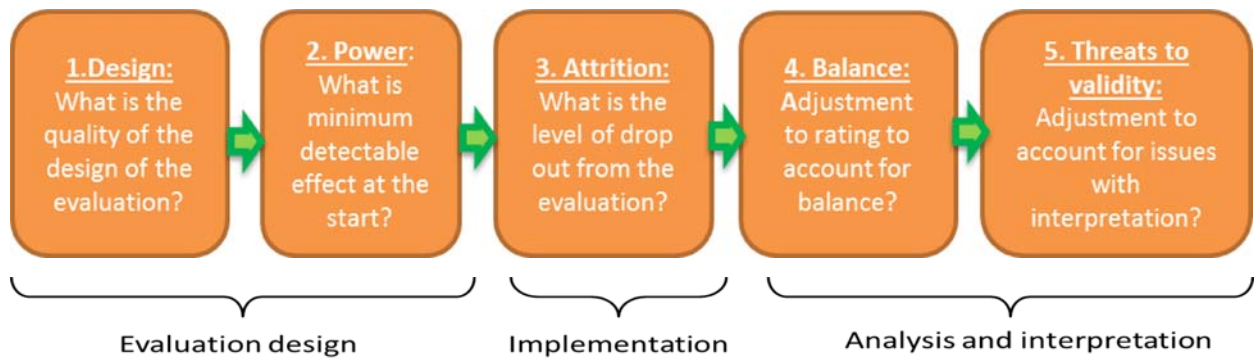 1.Design:
What is the
quality of the
design of the
evaluation?
2. Power:
What is
minimum
detectable
effect at the
start?
3. Attrition:
What is the
level of drop
out from the
evaluation?
4. Balance:
Adjustment
to rating to
account for
balance?
5. Threats to
validity:
Adjustment to
account for issues
with
interpretation?
Evaluation design
Implementation
Analysis and interpretation